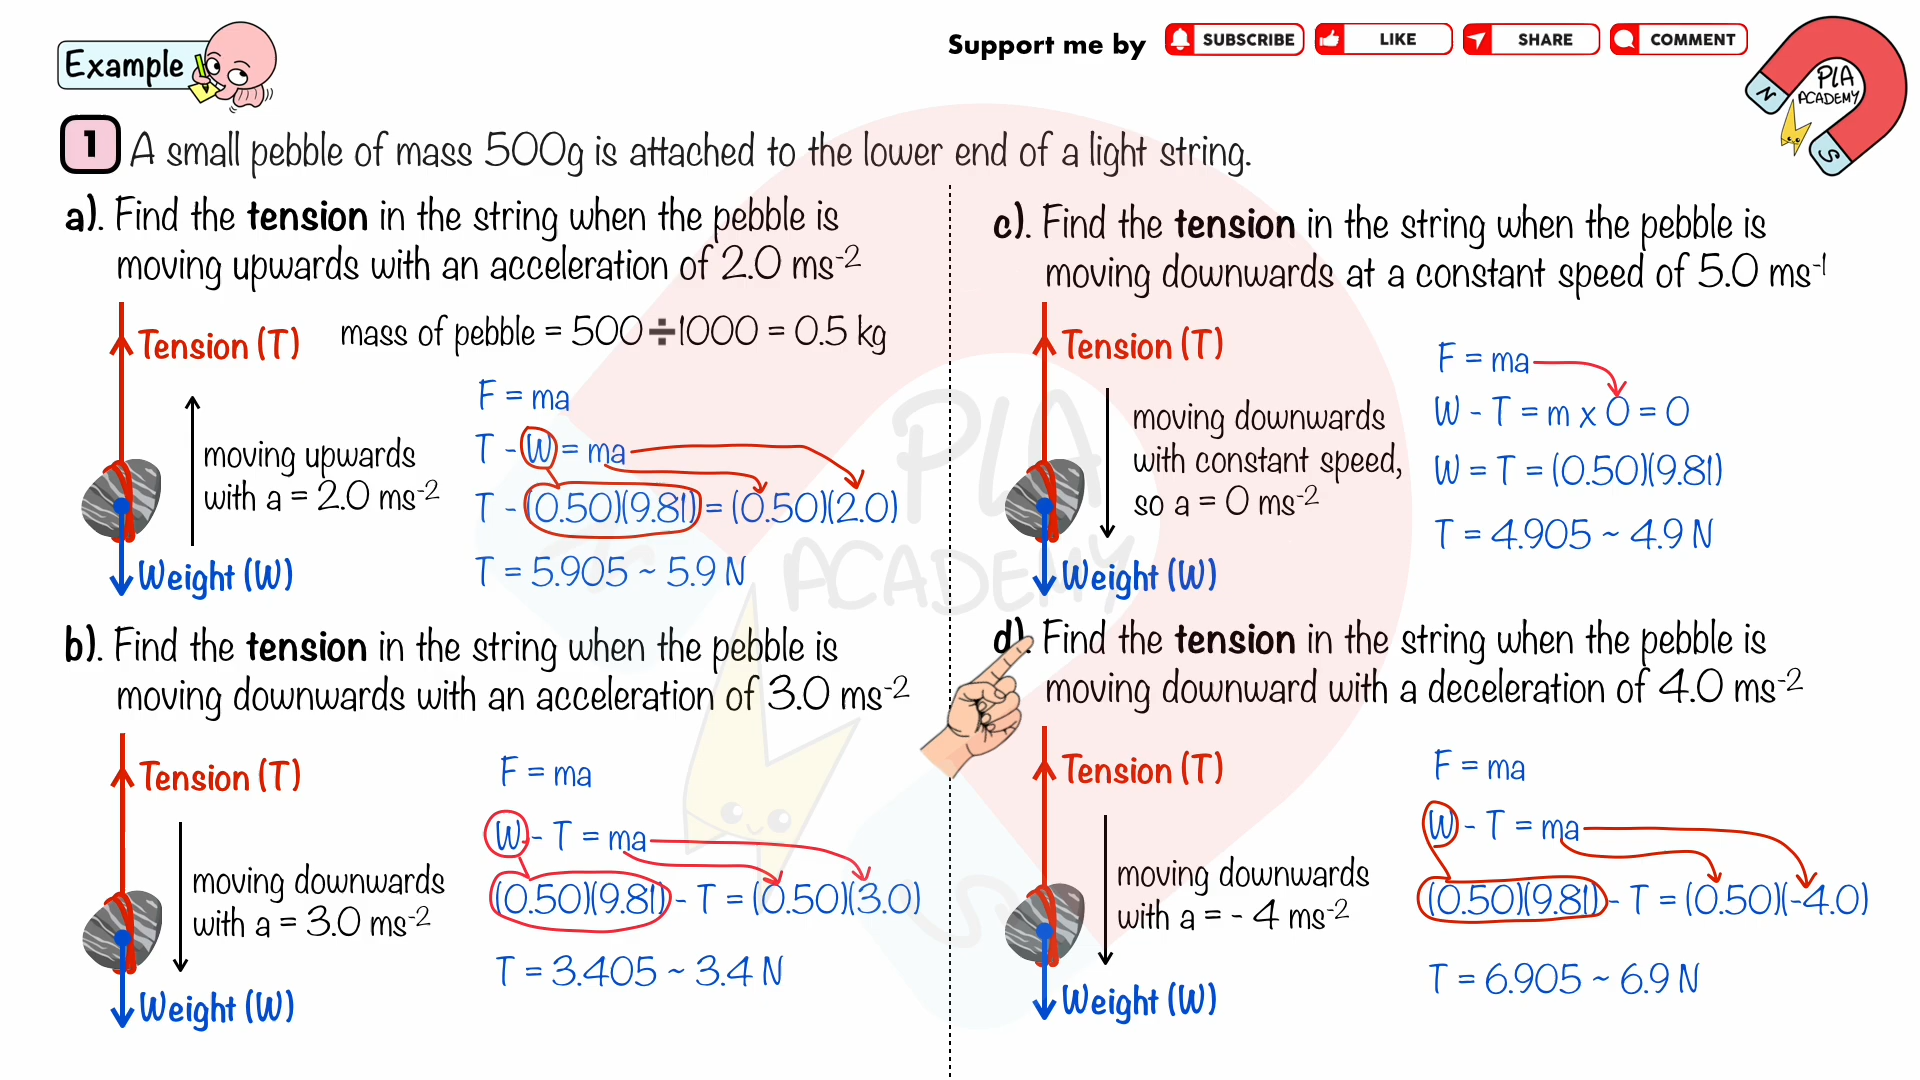 Example
Support me by
SUBSCRIBE
LIKE
SHARE
COMMENT
PLA
ACADEMY
N
S
1 A small pebble of mass 500g is attached to the lower end of a light string.
a). Find the tension in the string when the pebble is
moving upwards with an acceleration of 2.0 ms⁻²
Tension (T)
mass of pebble = 500÷1000 = 0.5 kg
moving upwards
with a = 2.0 ms⁻²
Weight (W)
F = ma
T - W = ma
T - (0.50)(9.81) = (0.50)(2.0)
T = 5.905 ~ 5.9 N
b). Find the tension in the string when the pebble is
moving downwards with an acceleration of 3.0 ms⁻²
Tension (T)
moving downwards
with a = 3.0 ms⁻²
Weight (W)
F = ma
W - T = ma
(0.50)(9.81) - T = (0.50)(3.0)
T = 3.405 ~ 3.4 N
c). Find the tension in the string when the pebble is
moving downwards at a constant speed of 5.0 ms⁻¹
Tension (T)
moving downwards
with constant speed,
so a = 0 ms⁻²
Weight (W)
F = ma
W - T = m x 0 = 0
W = T = (0.50)(9.81)
T = 4.905 ~ 4.9 N
d). Find the tension in the string when the pebble is
moving downward with a deceleration of 4.0 ms⁻²
Tension (T)
moving downwards
with a = - 4 ms⁻²
Weight (W)
F = ma
W - T = ma
(0.50)(9.81) - T = (0.50)(-4.0)
T = 6.905 ~ 6.9 N
PLA
ACADEMY
S